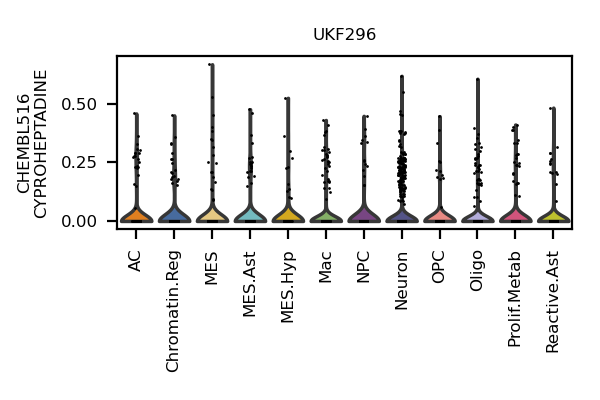 UKF296
CHEMBL516
CYPROHEPTADINE
0.50
0.25
0.00
AC
Chromatin.Reg
MES
MES.Ast
MES.Hyp
Mac
NPC
Neuron
OPC
Oligo
Prolif.Metab
Reactive.Ast